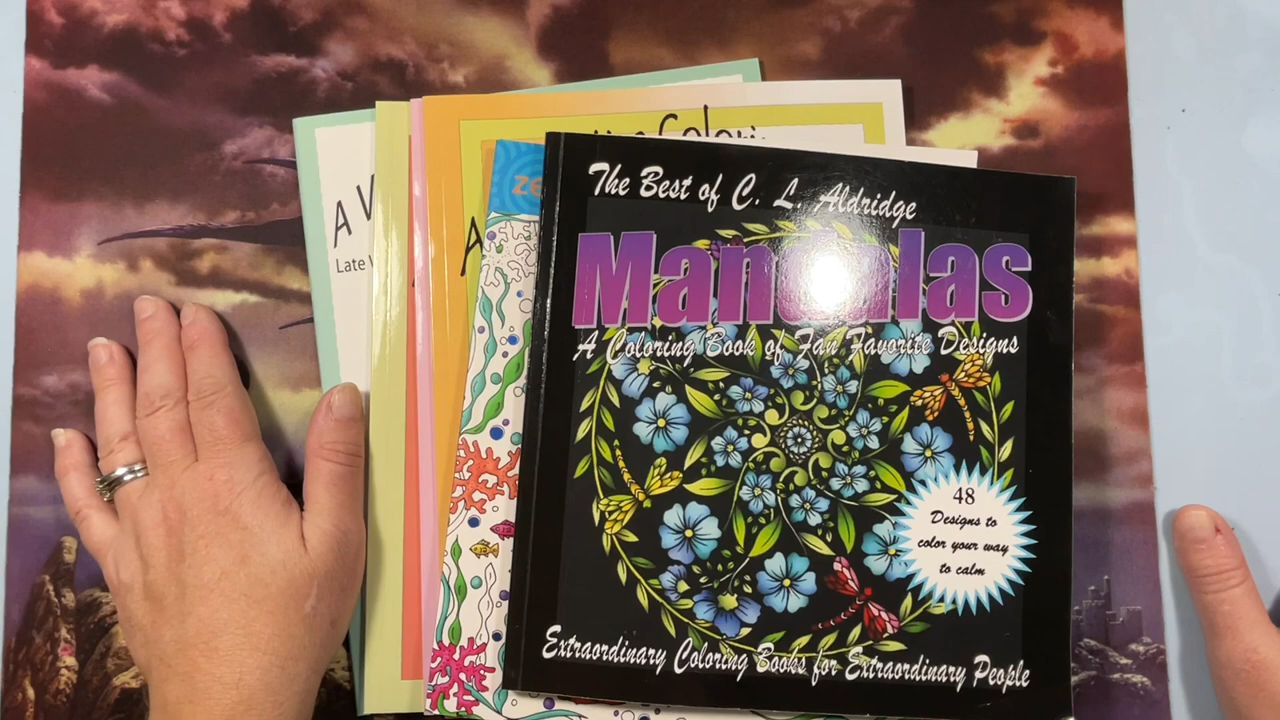 The Best of C. L. Aldridge
Mandalas
A Coloring Book of Fan Favorite Designs
48
Designs to
color your way
to calm
Extraordinary Coloring Books for Extraordinary People
A
Late
A
ze